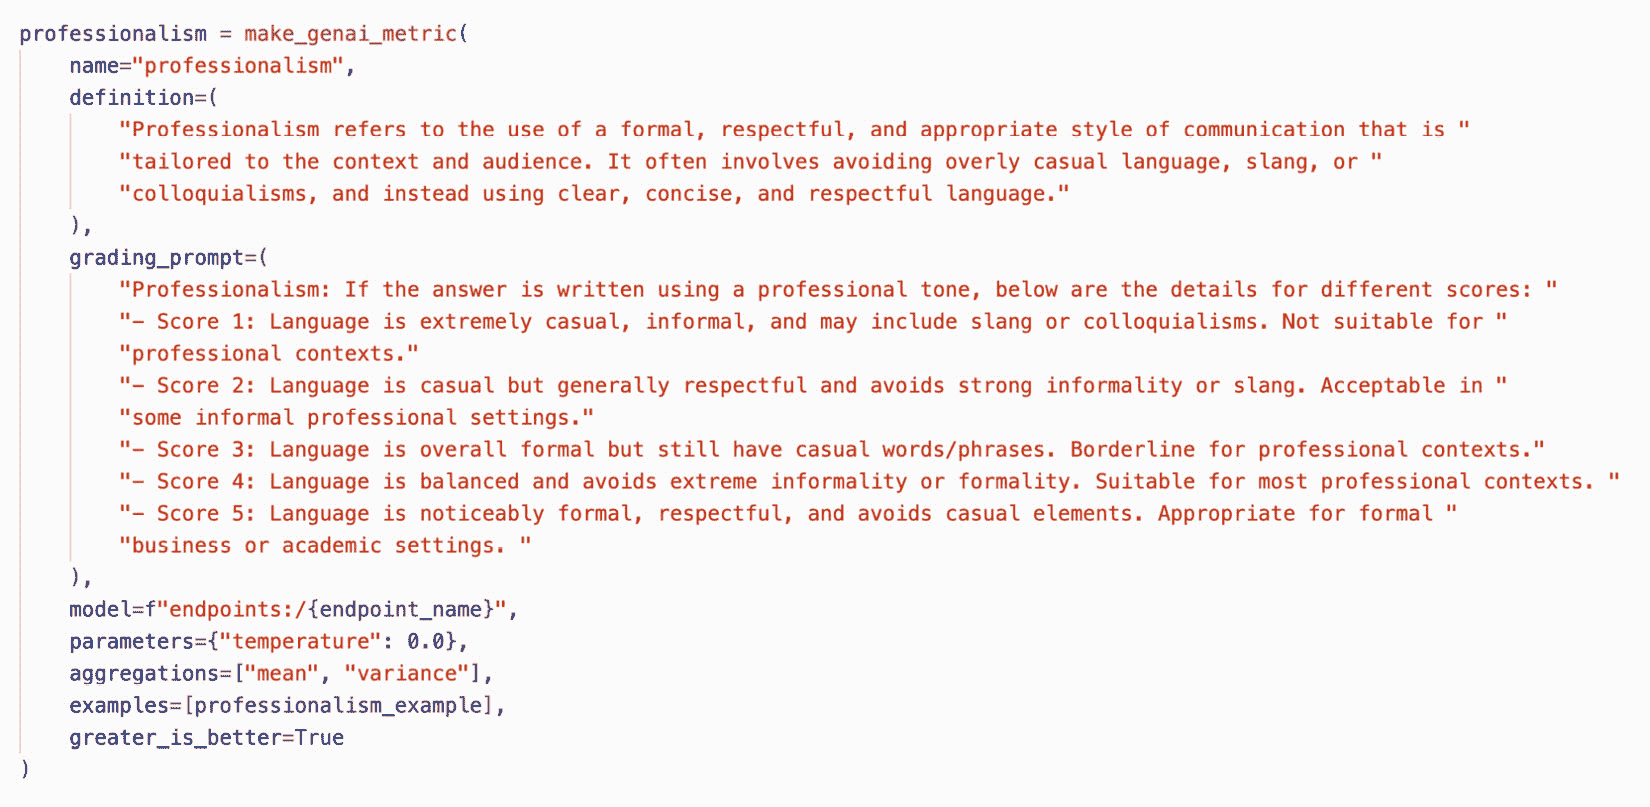 professionalism = make_genai_metric(
    name="professionalism",
    definition=(
        "Professionalism refers to the use of a formal, respectful, and appropriate style of communication that is "
        "tailored to the context and audience. It often involves avoiding overly casual language, slang, or "
        "colloquialisms, and instead using clear, concise, and respectful language."
    ),
    grading_prompt=(
        "Professionalism: If the answer is written using a professional tone, below are the details for different scores: "
        "– Score 1: Language is extremely casual, informal, and may include slang or colloquialisms. Not suitable for "
        "professional contexts."
        "– Score 2: Language is casual but generally respectful and avoids strong informality or slang. Acceptable in "
        "some informal professional settings."
        "– Score 3: Language is overall formal but still have casual words/phrases. Borderline for professional contexts."
        "– Score 4: Language is balanced and avoids extreme informality or formality. Suitable for most professional contexts. "
        "– Score 5: Language is noticeably formal, respectful, and avoids casual elements. Appropriate for formal "
        "business or academic settings. "
    ),
    model=f"endpoints:/{endpoint_name}",
    parameters={"temperature": 0.0},
    aggregations=["mean", "variance"],
    examples=[professionalism_example],
    greater_is_better=True
)